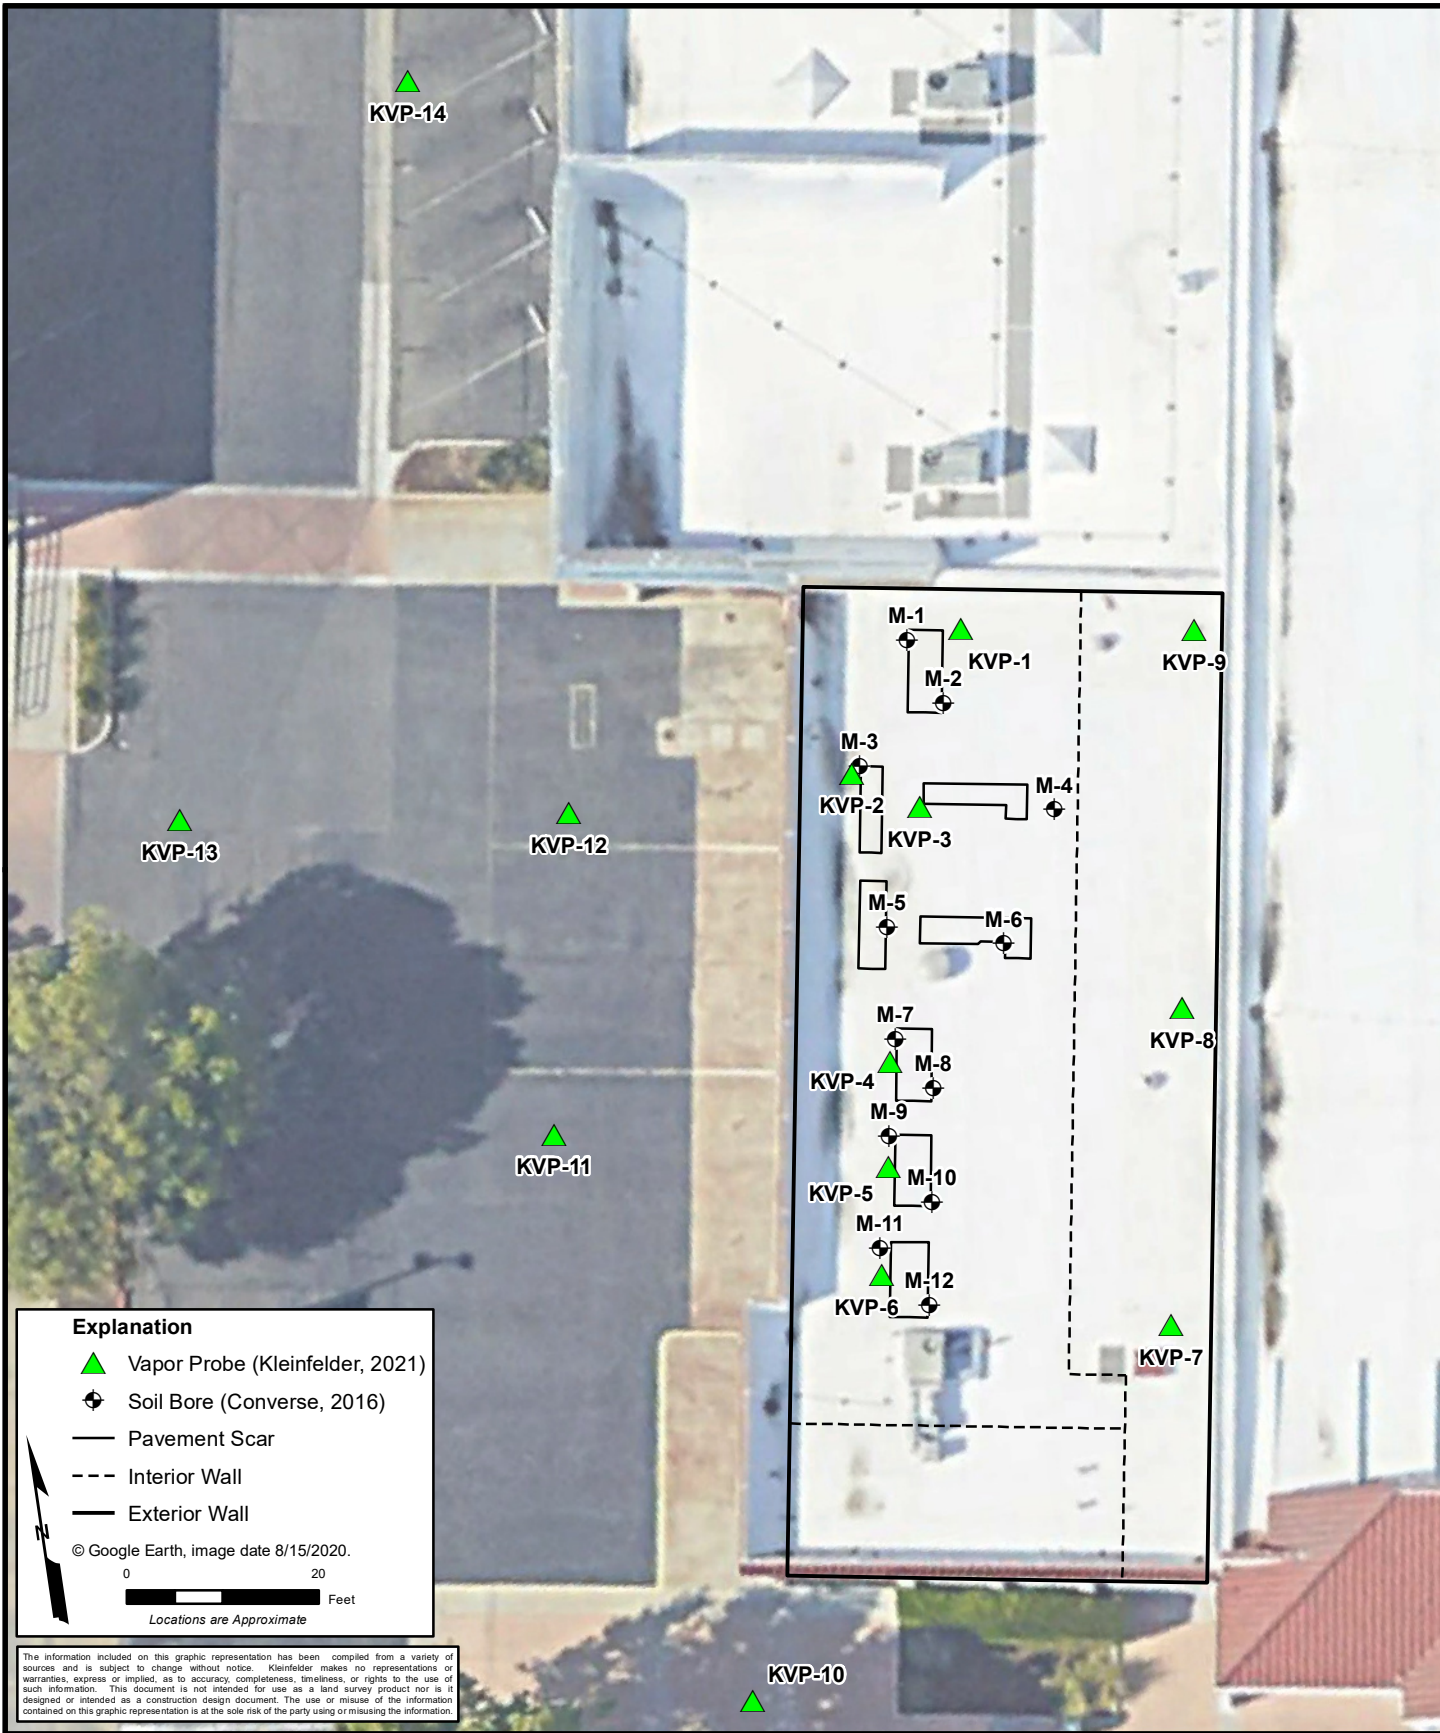 KVP-14
M-1
KVP-1
KVP-9
M-2
M-3
KVP-2
M-4
KVP-3
KVP-12
KVP-13
M-5
M-6
M-7
KVP-8
M-8
KVP-4
M-9
KVP-11
M-10
KVP-5
M-11
M-12
KVP-6
KVP-7
Explanation
Vapor Probe (Kleinfelder, 2021)
Soil Bore (Converse, 2016)
Pavement Scar
Interior Wall
Exterior Wall
N
© Google Earth, image date 8/15/2020.
0 20
Feet
Locations are Approximate
The information included on this graphic representation has been compiled from a variety of
sources and is subject to change without notice. Kleinfelder makes no representations or
warranties, express or implied, as to accuracy, completeness, timeliness, or rights to the use of
such information. This document is not intended for use as a land survey product nor is it
designed or intended as a construction design document. The use or misuse of the information
contained on this graphic representation is at the sole risk of the party using or misusing the information.
KVP-10